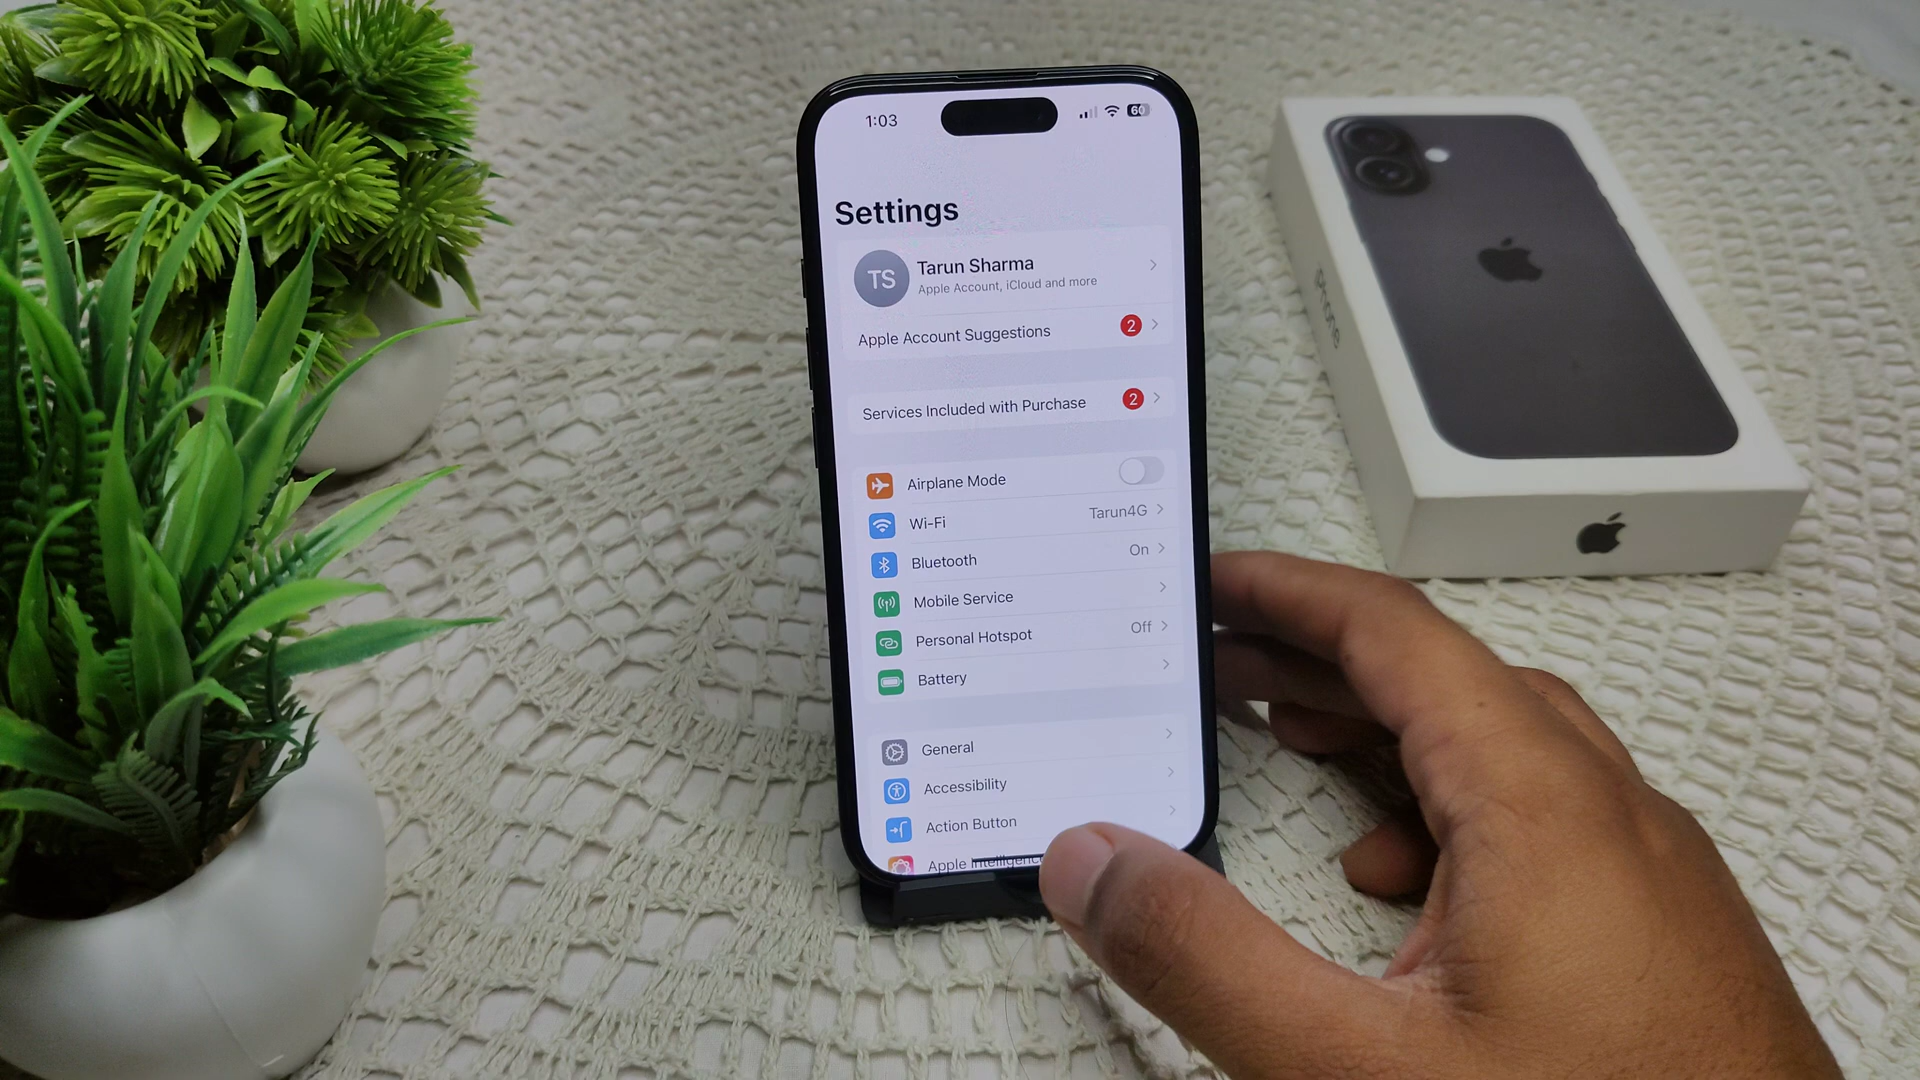 1:03
60
Settings
TS
Tarun Sharma
Apple Account, iCloud and more
Apple Account Suggestions 2
Services Included with Purchase 2
Airplane Mode
Wi-Fi Tarun4G
Bluetooth On
Mobile Service
Personal Hotspot Off
Battery
General
Accessibility
Action Button
Apple Intelligence
iPhone